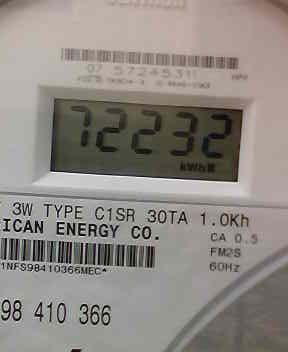 07 57245311
72232
kWh
3W TYPE C1SR 30TA 1.0Kh
ICAN ENERGY CO.
CA 0.5
FM2S
1NFS98410366MEC*
60Hz
98 410 366